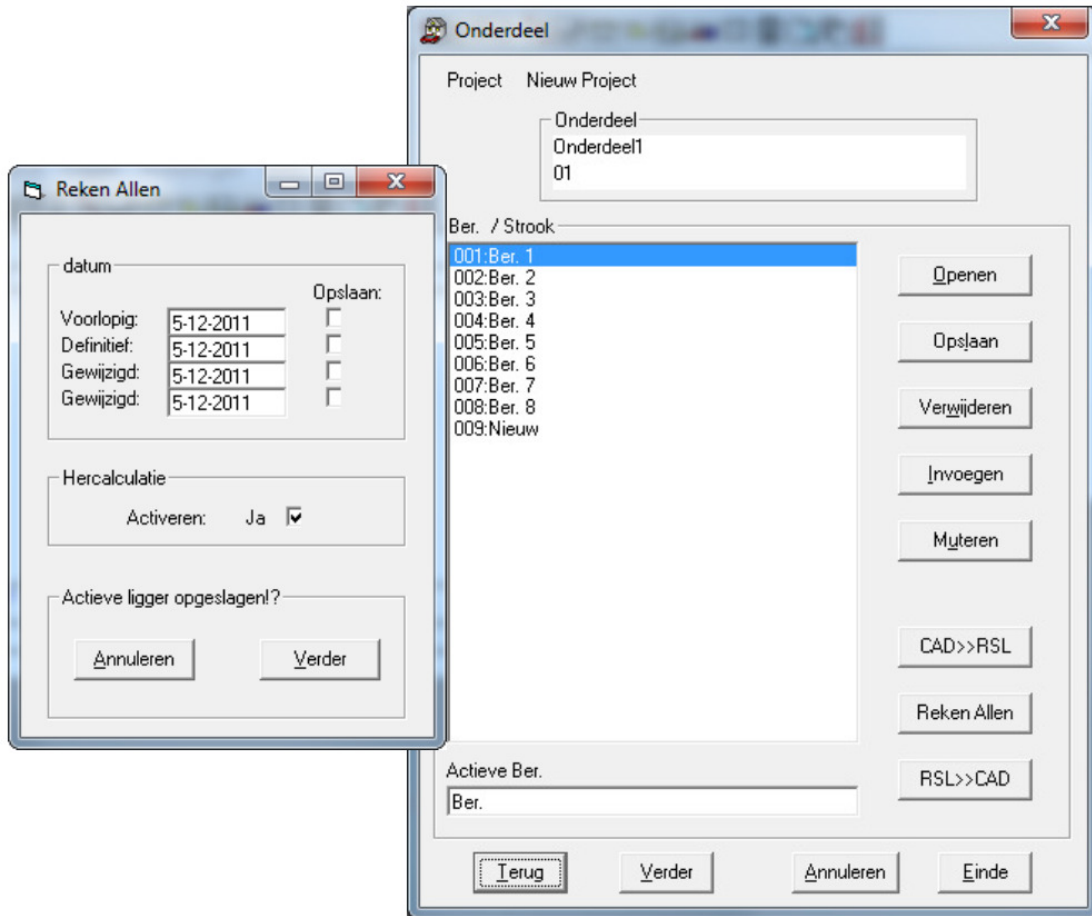 Onderdeel
Project Nieuw Project
Onderdeel
Onderdeel1
01
Ber. / Strook
001:Ber. 1
002:Ber. 2
003:Ber. 3
004:Ber. 4
005:Ber. 5
006:Ber. 6
007:Ber. 7
008:Ber. 8
009:Nieuw
Openen
Opslaan
Verwijderen
Invoegen
Muteren
CAD>>RSL
Reken Allen
RSL>>CAD
Actieve Ber.
Ber.
Terug Verder Annuleren Einde
Reken Allen
datum
Opslaan:
Voorlopig: 5-12-2011
Definitief: 5-12-2011
Gewijzigd: 5-12-2011
Gewijzigd: 5-12-2011
Hercalculatie
Activeren: Ja
Actieve ligger opgeslagen!?
Annuleren Verder